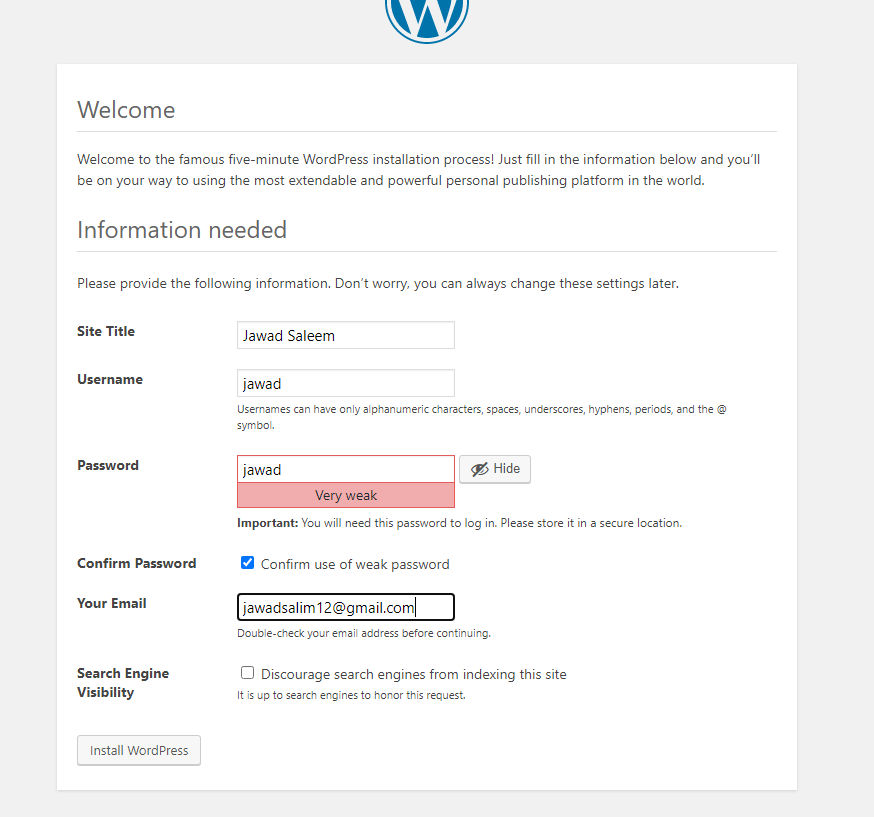 Welcome
Welcome to the famous five-minute WordPress installation process! Just fill in the information below and you’ll
be on your way to using the most extendable and powerful personal publishing platform in the world.
Information needed
Please provide the following information. Don’t worry, you can always change these settings later.
Site Title
Jawad Saleem
Username
jawad
Usernames can have only alphanumeric characters, spaces, underscores, hyphens, periods, and the @
symbol.
Password
jawad
Hide
Very weak
Important: You will need this password to log in. Please store it in a secure location.
Confirm Password
Confirm use of weak password
Your Email
jawadsalim12@gmail.com
Double-check your email address before continuing.
Search Engine
Visibility
Discourage search engines from indexing this site
It is up to search engines to honor this request.
Install WordPress